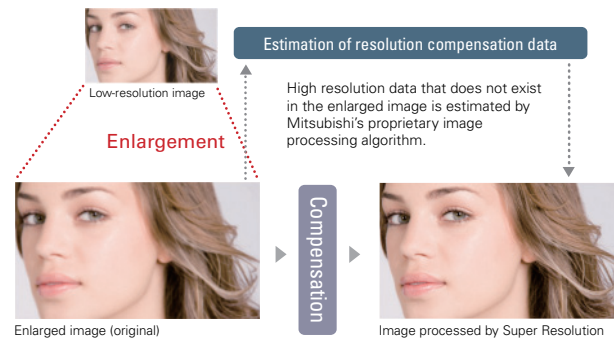 Estimation of resolution compensation data
Low-resolution image
High resolution data that does not exist
in the enlarged image is estimated by
Mitsubishi's proprietary image
processing algorithm.
Enlargement
Compensation
Enlarged image (original)
Image processed by Super Resolution